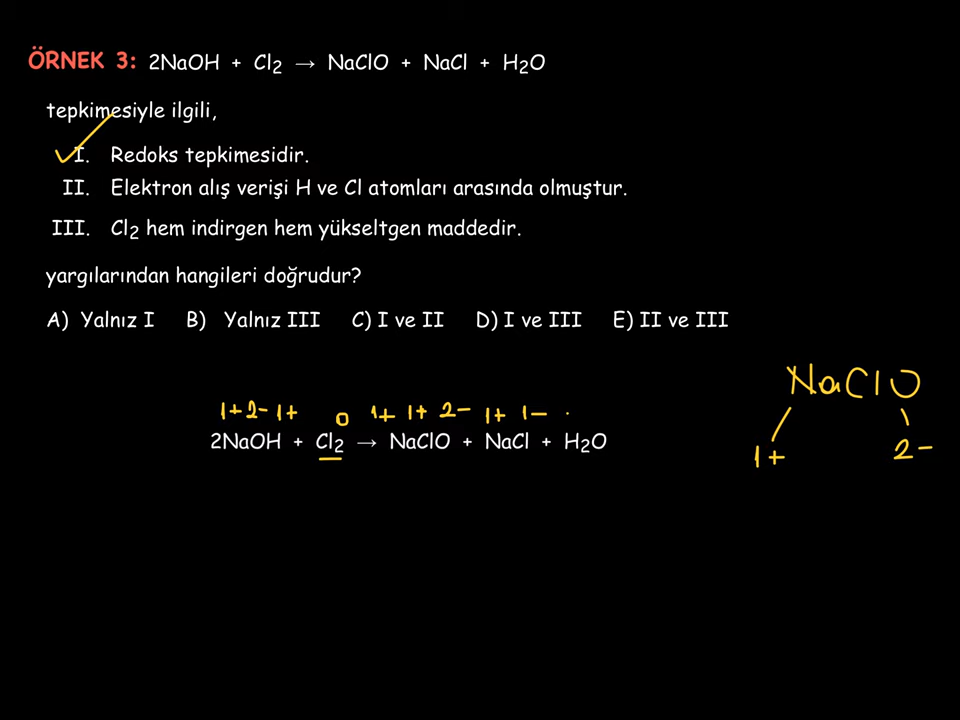 ÖRNEK 3: 2NaOH + Cl₂ → NaClO + NaCl + H₂O
tepkimesiyle ilgili,
I. Redoks tepkimesidir.
II. Elektron alış verişi H ve Cl atomları arasında olmuştur.
III. Cl₂ hem indirgen hem yükseltgen maddedir.
yargılarından hangileri doğrudur?
A) Yalnız I B) Yalnız III C) I ve II D) I ve III E) II ve III
NaClO
1+ 2-
1+ 2- 1+ 0 1+ 1+ 2- 1+ 1-
2NaOH + Cl₂ → NaClO + NaCl + H₂O